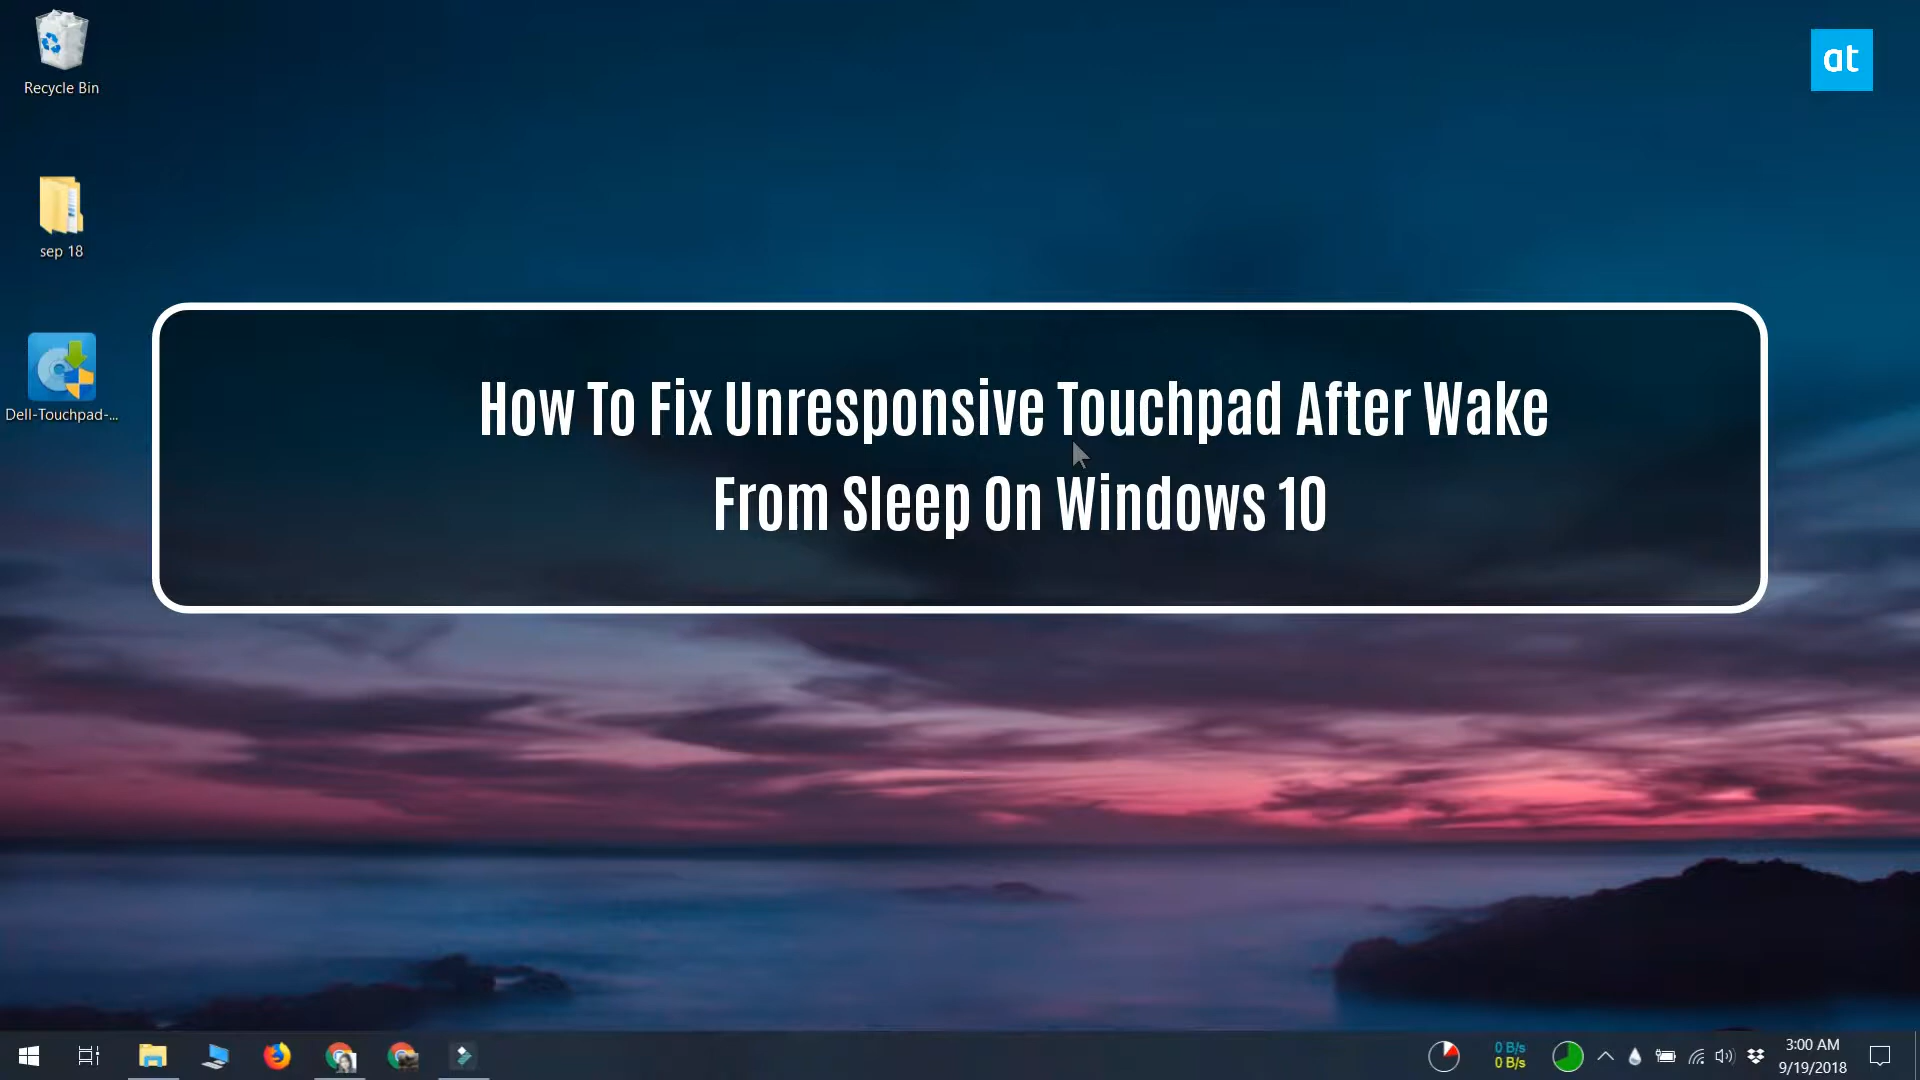 Recycle Bin
at
sep 18
Dell-Touchpad-...
How To Fix Unresponsive Touchpad After Wake
From Sleep On Windows 10
0 B/s
0 B/s
3:00 AM
9/19/2018